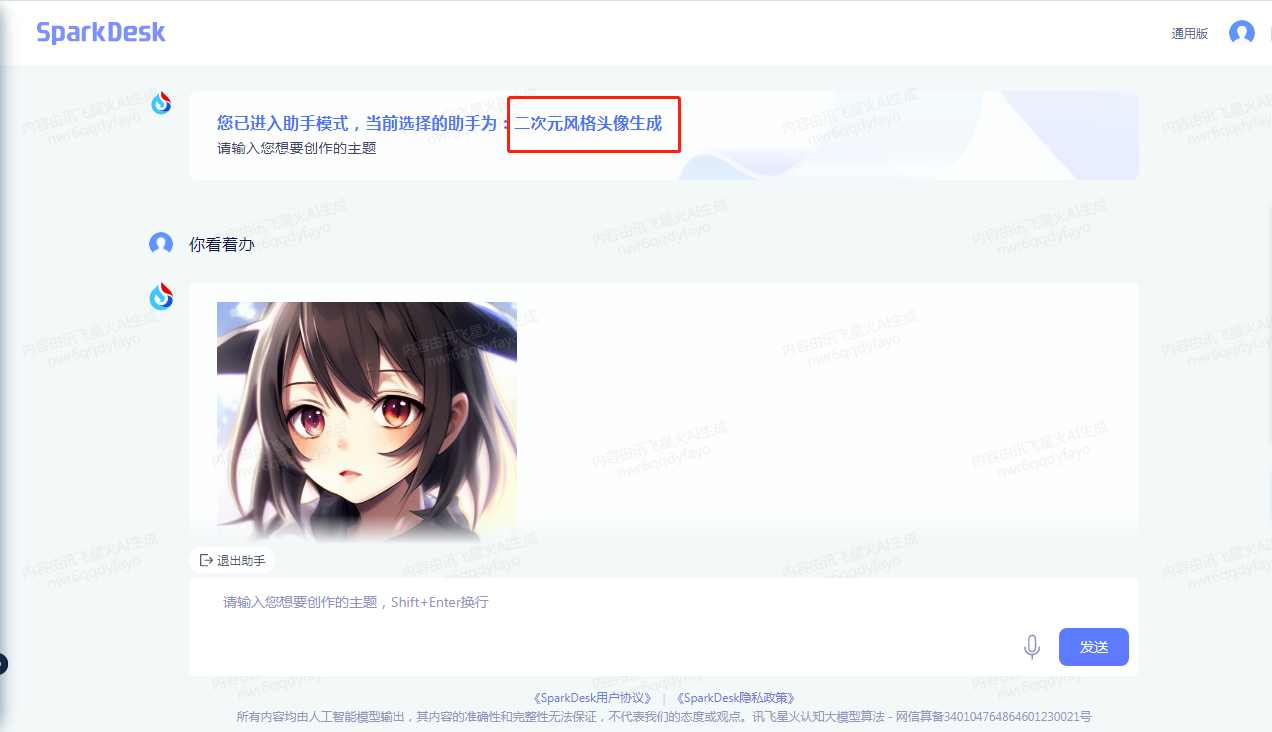 SparkDesk
通用版
您已进入助手模式，当前选择的助手为：二次元风格头像生成
请输入您想要创作的主题
你看着办
退出助手
请输入您想要创作的主题，Shift+Enter换行
发送
《SparkDesk用户协议》 | 《SparkDesk隐私政策》
所有内容均由人工智能模型输出，其内容的准确性和完整性无法保证，不代表我们的态度或观点。讯飞星火认知大模型算法 - 网信算备340104764864601230021号
内容由讯飞星火AI生成
nwr6qqdyfayo